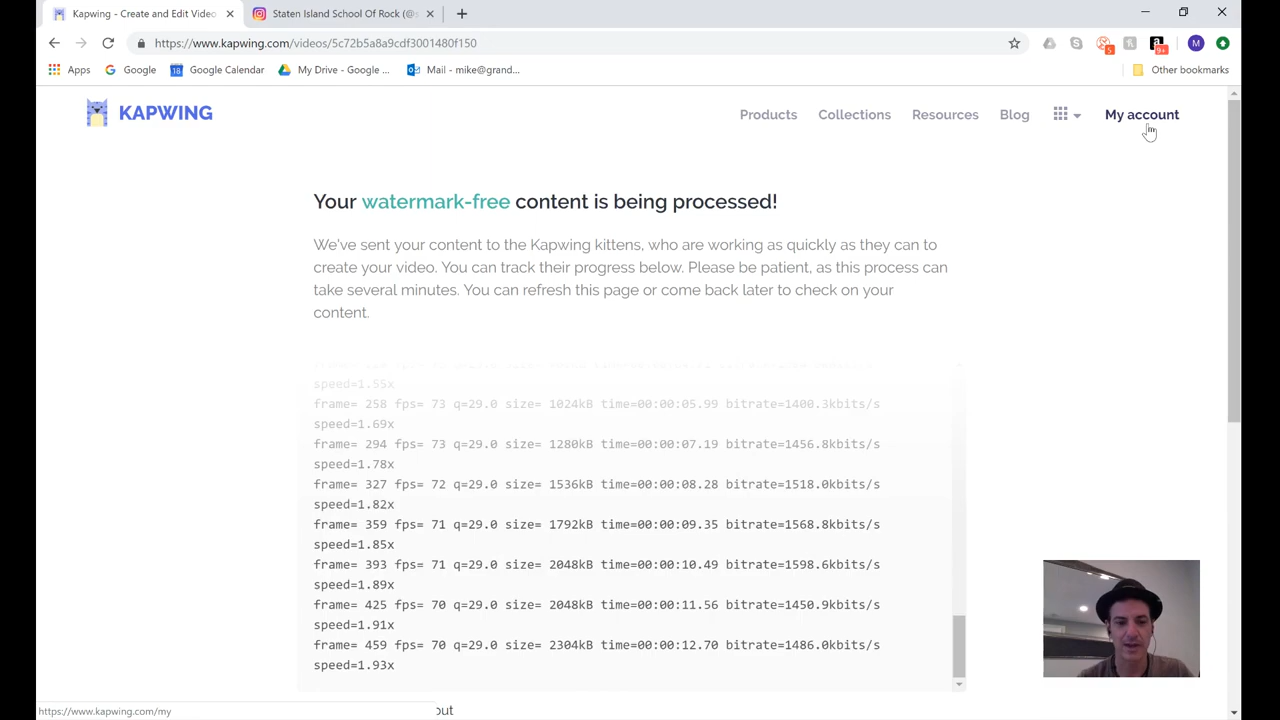 Kapwing - Create and Edit Video
Staten Island School Of Rock (@s
https://www.kapwing.com/videos/5c72b5a8a9cdf3001480f150
5
9+
M
Apps
Google
18
Google Calendar
My Drive - Google ...
Mail - mike@grand...
Other bookmarks
KAPWING
Products
Collections
Resources
Blog
My account
Your watermark-free content is being processed!
We've sent your content to the Kapwing kittens, who are working as quickly as they can to
create your video. You can track their progress below. Please be patient, as this process can
take several minutes. You can refresh this page or come back later to check on your
content.
speed=1.55x
frame= 258 fps= 73 q=29.0 size= 1024kB time=00:00:05.99 bitrate=1400.3kbits/s
speed=1.69x
frame= 294 fps= 73 q=29.0 size= 1280kB time=00:00:07.19 bitrate=1456.8kbits/s
speed=1.78x
frame= 327 fps= 72 q=29.0 size= 1536kB time=00:00:08.28 bitrate=1518.0kbits/s
speed=1.82x
frame= 359 fps= 71 q=29.0 size= 1792kB time=00:00:09.35 bitrate=1568.8kbits/s
speed=1.85x
frame= 393 fps= 71 q=29.0 size= 2048kB time=00:00:10.49 bitrate=1598.6kbits/s
speed=1.89x
frame= 425 fps= 70 q=29.0 size= 2048kB time=00:00:11.56 bitrate=1450.9kbits/s
speed=1.91x
frame= 459 fps= 70 q=29.0 size= 2304kB time=00:00:12.70 bitrate=1486.0kbits/s
speed=1.93x
https://www.kapwing.com/my
out